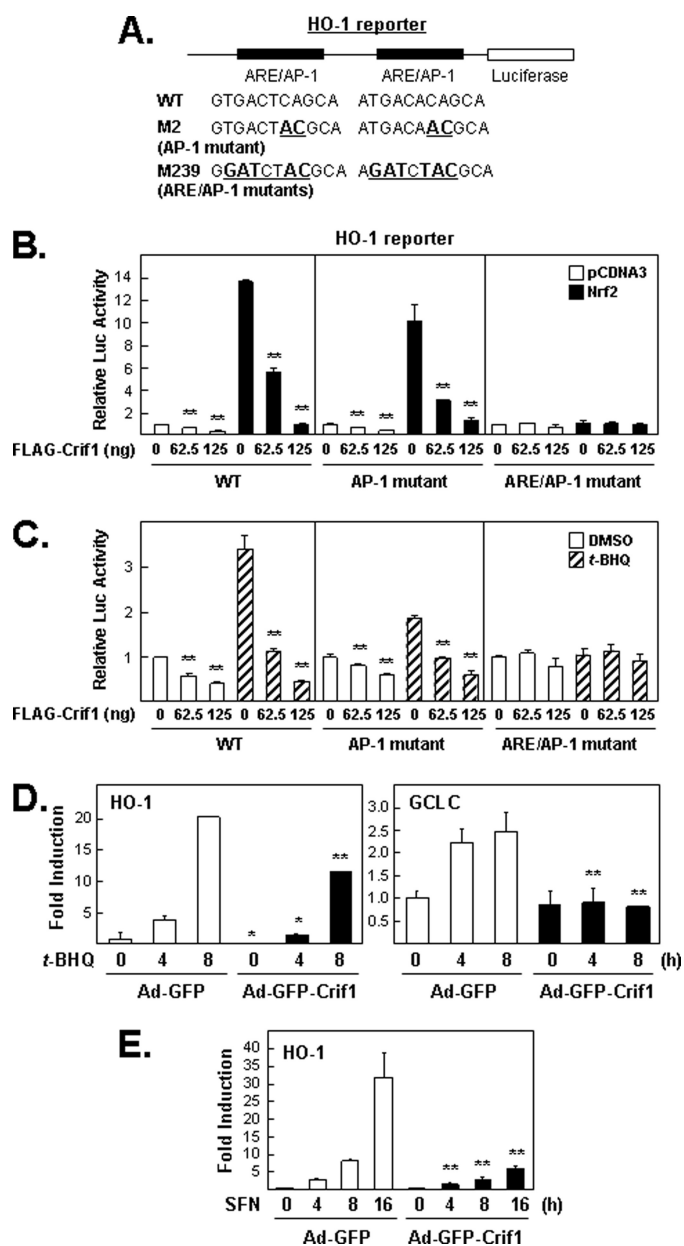 A.
HO-1 reporter
ARE/AP-1 ARE/AP-1 Luciferase
WT GTGACTCAGCA ATGACACAGCA
M2 GTGACTACGCA ATGACAACGCA
(AP-1 mutant)
M239 GGATCTACGCA AGATCTACGCA
(ARE/AP-1 mutants)
B.
HO-1 reporter
Relative Luc Activity
14
12
10
8
6
4
2
pCDNA3
Nrf2
** ** ** ** ** ** ** **
FLAG-Crif1 (ng) 0 62.5 125 0 62.5 125 0 62.5 125 0 62.5 125 0 62.5 125 0 62.5 125
WT AP-1 mutant ARE/AP-1 mutant
C.
Relative Luc Activity
3
2
1
DMSO
t-BHQ
** ** ** ** ** ** ** **
FLAG-Crif1 (ng) 0 62.5 125 0 62.5 125 0 62.5 125 0 62.5 125 0 62.5 125 0 62.5 125
WT AP-1 mutant ARE/AP-1 mutant
D.
HO-1
Fold Induction
20
15
10
5
* * **
t-BHQ 0 4 8 0 4 8
Ad-GFP Ad-GFP-Crif1
GCLC
3.0
2.5
2.0
1.5
1.0
0.5
** **
0 4 8 0 4 8 (h)
Ad-GFP Ad-GFP-Crif1
E.
HO-1
Fold Induction
40
35
30
25
20
15
10
5
** ** **
SFN 0 4 8 16 0 4 8 16 (h)
Ad-GFP Ad-GFP-Crif1